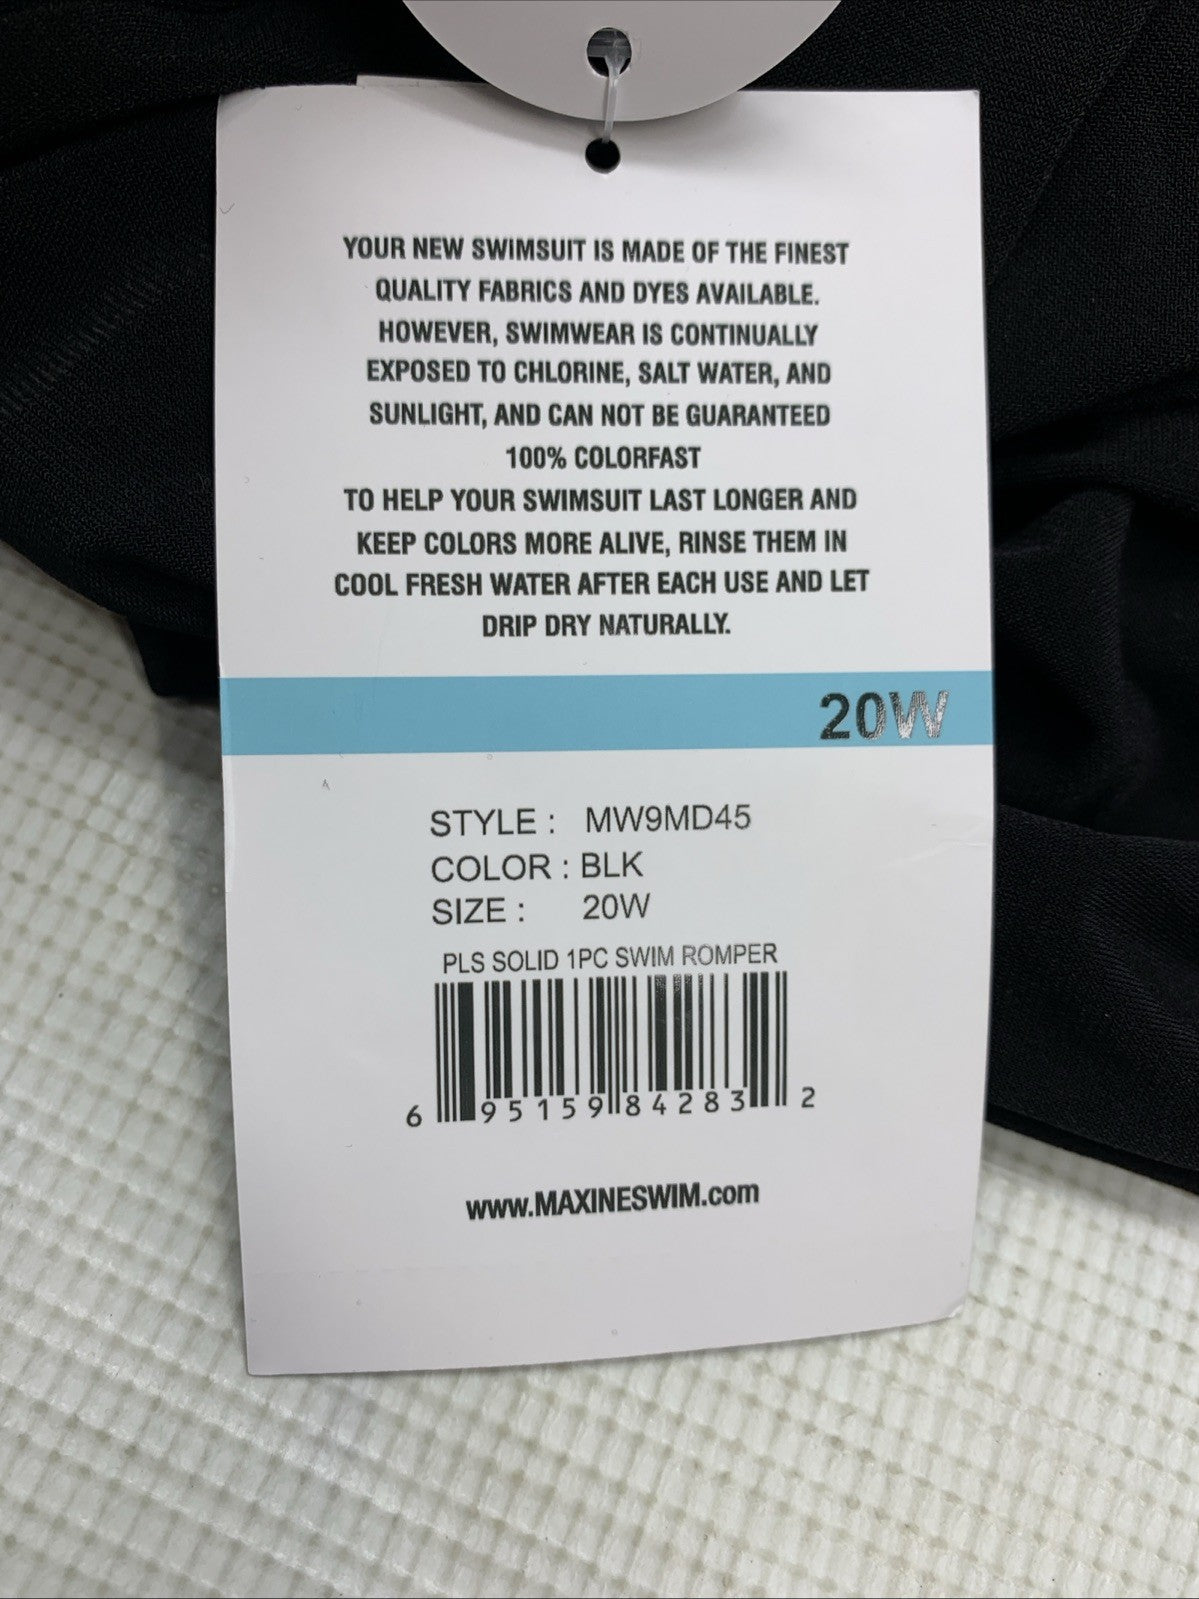 YOUR NEW SWIMSUIT IS MADE OF THE FINEST
QUALITY FABRICS AND DYES AVAILABLE.
HOWEVER, SWIMWEAR IS CONTINUALLY
EXPOSED TO CHLORINE, SALT WATER, AND
SUNLIGHT, AND CAN NOT BE GUARANTEED
100% COLORFAST
TO HELP YOUR SWIMSUIT LAST LONGER AND
KEEP COLORS MORE ALIVE, RINSE THEM IN
COOL FRESH WATER AFTER EACH USE AND LET
DRIP DRY NATURALLY.
20W
STYLE : MW9MD45
COLOR : BLK
SIZE : 20W
PLS SOLID 1PC SWIM ROMPER
6 95159 84283 2
www.MAXINESWIM.com